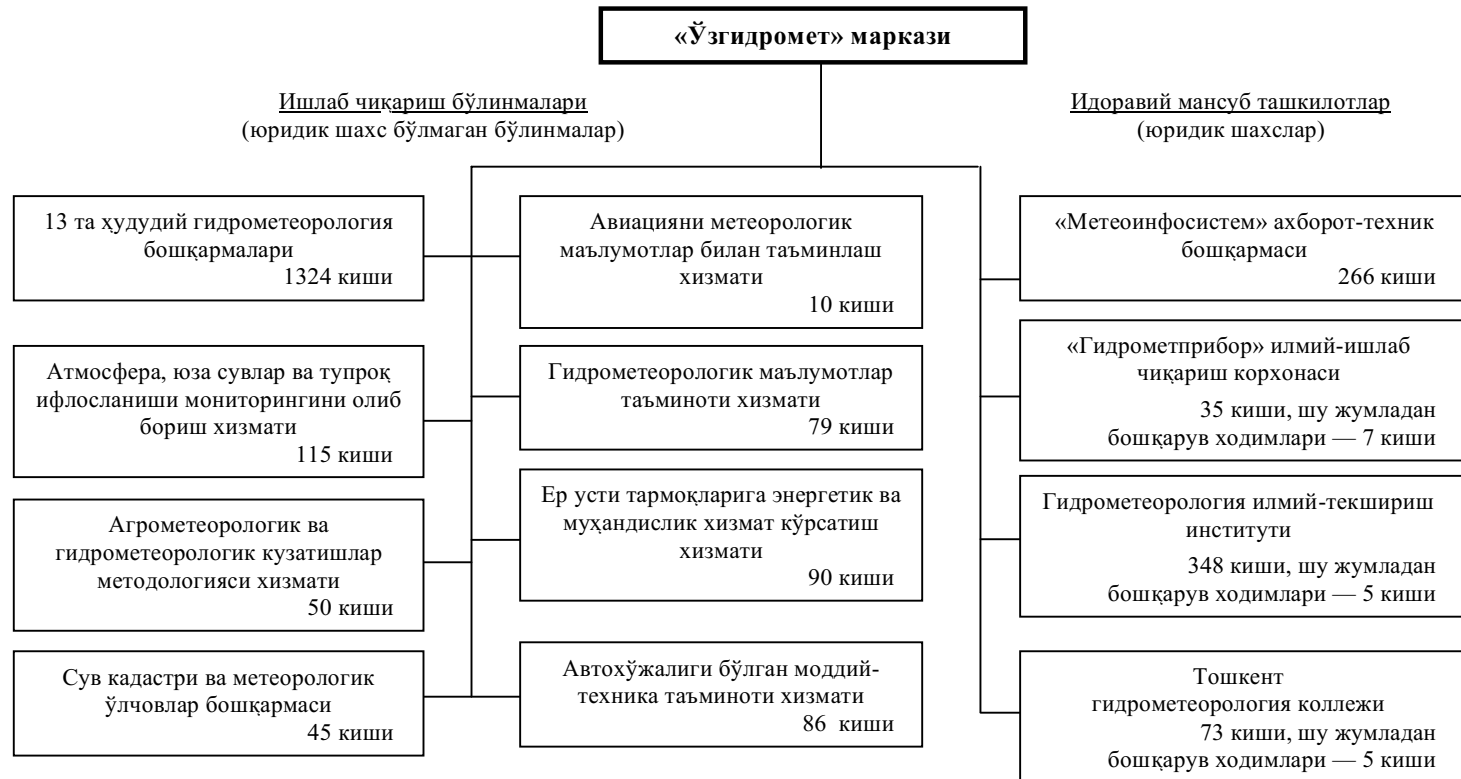 «Ўзгидромет» маркази
Ишлаб чиқариш бўлинмалари
(юридик шахс бўлмаган бўлинмалар)
Идоравий мансуб ташкилотлар
(юридик шахслар)
13 та ҳудудий гидрометеорология
бошқармалари
1324 киши
Атмосфера, юза сувлар ва тупроқ
ифлосланиши мониторингини олиб
бориш хизмати
115 киши
Агрометеорологик ва
гидрометеорологик кузатишлар
методологияси хизмати
50 киши
Сув кадастри ва метеорологик
ўлчовлар бошқармаси
45 киши
Авиацияни метеорологик
маълумотлар билан таъминлаш
хизмати
10 киши
Гидрометеорологик маълумотлар
таъминоти хизмати
79 киши
Ер усти тармоқларига энергетик ва
муҳандислик хизмат кўрсатиш
хизмати
90 киши
Автохўжалиги бўлган моддий-
техника таъминоти хизмати
86 киши
«Метеоинфосистем» ахборот-техник
бошқармаси
266 киши
«Гидрометприбор» илмий-ишлаб
чиқариш корхонаси
35 киши, шу жумладан
бошқарув ходимлари — 7 киши
Гидрометеорология илмий-текшириш
институти
348 киши, шу жумладан
бошқарув ходимлари — 5 киши
Тошкент
гидрометеорология коллежи
73 киши, шу жумладан
бошқарув ходимлари — 5 киши